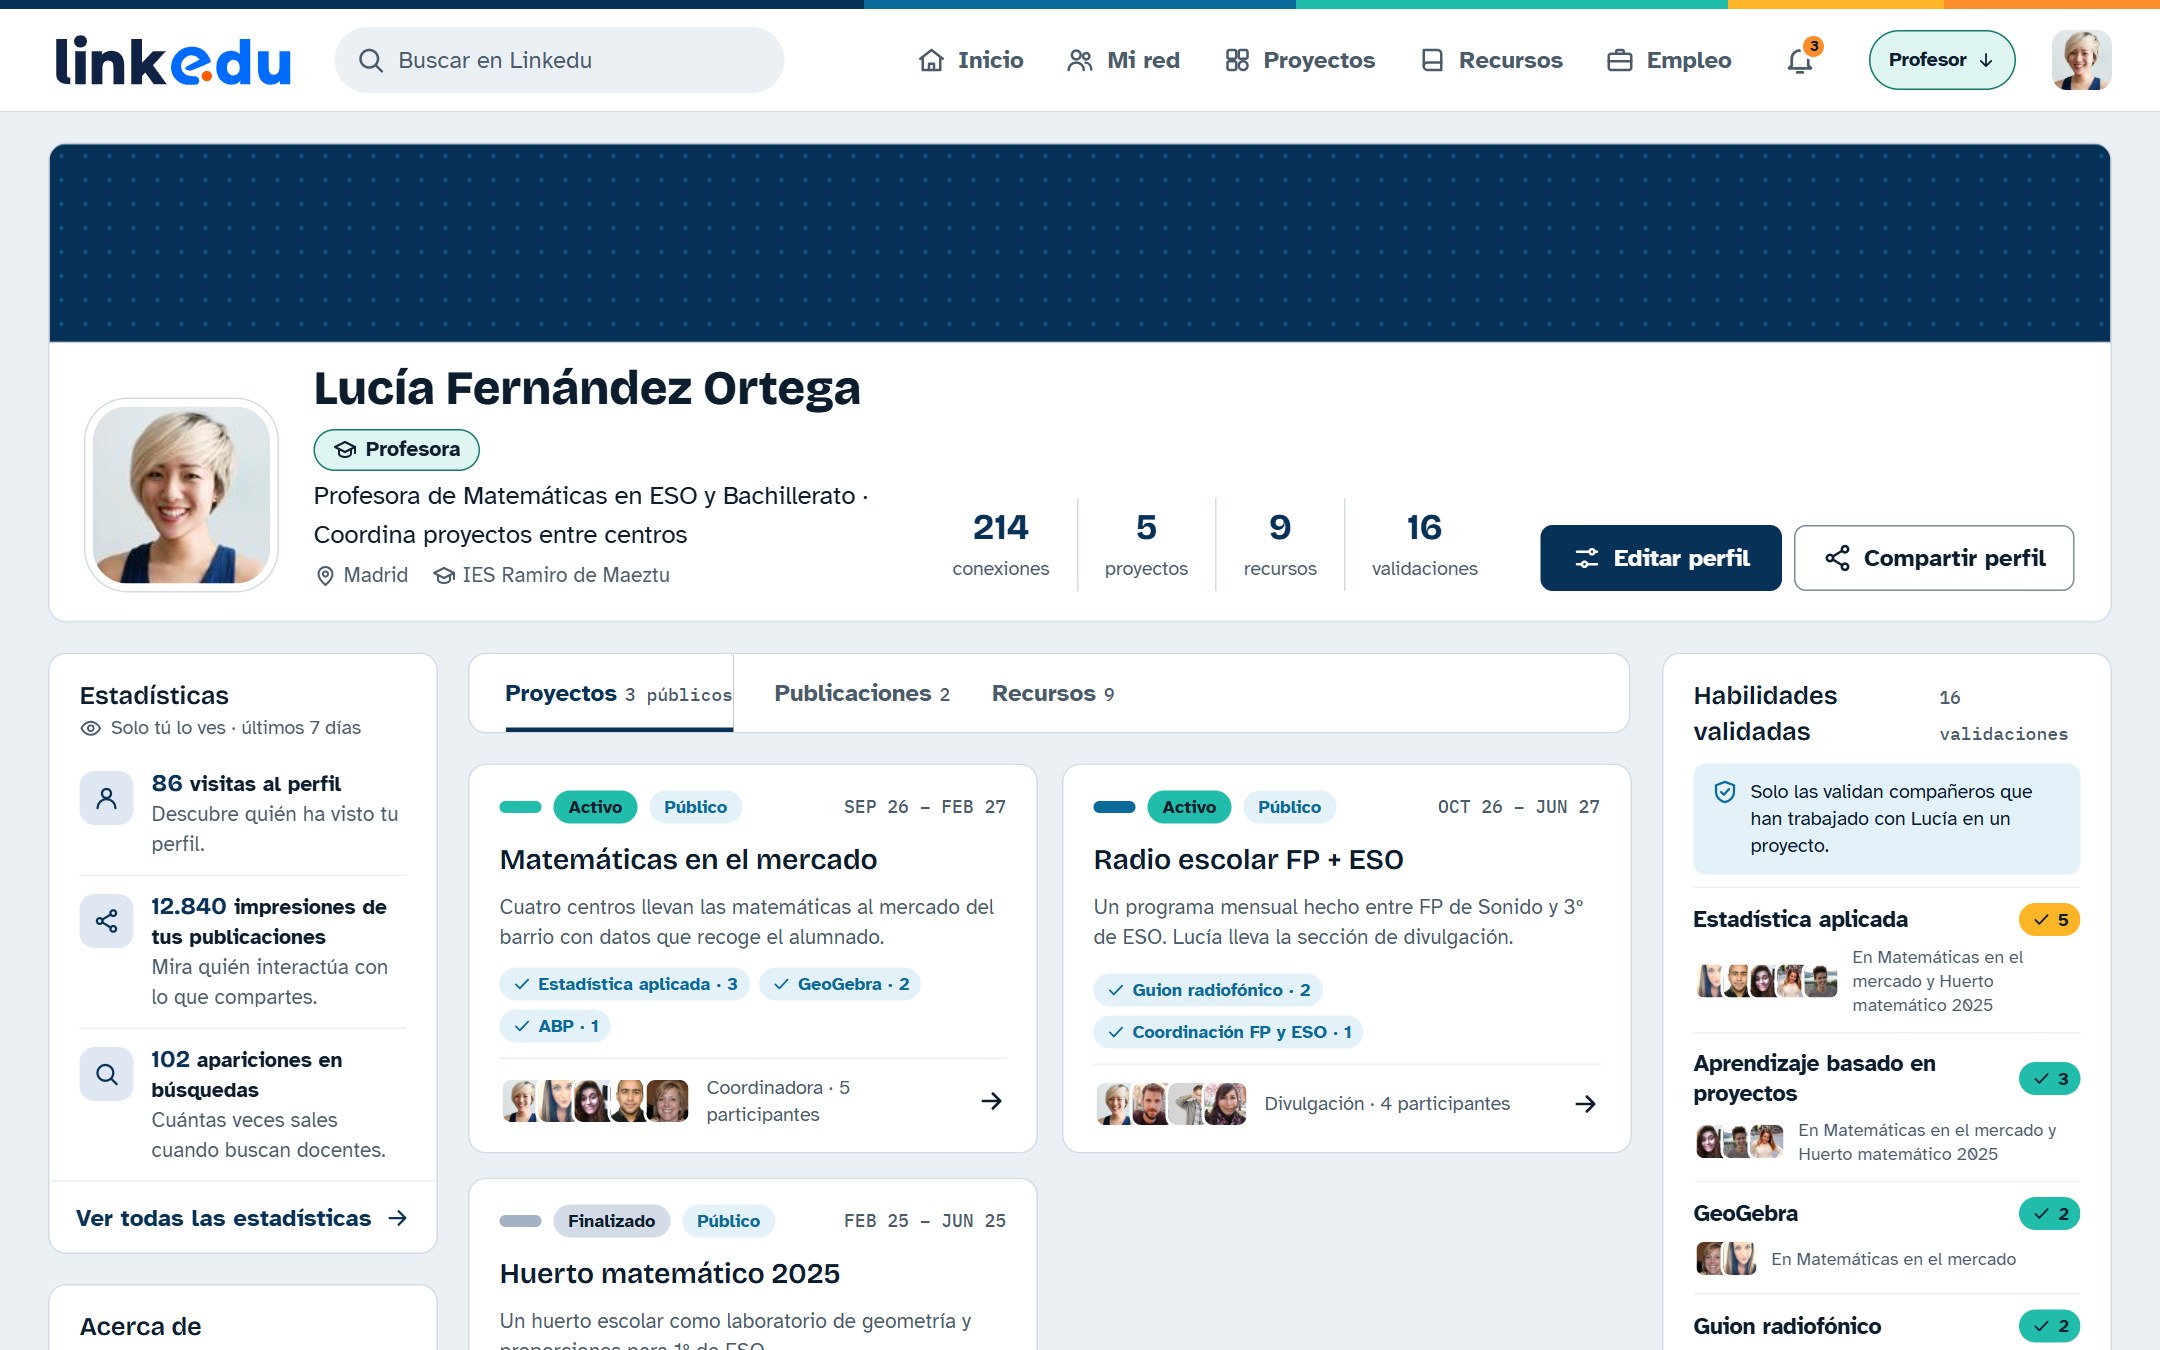 linkedu
Buscar en Linkedu
Inicio
Mi red
Proyectos
Recursos
Empleo
3
Profesor
Lucía Fernández Ortega
Profesora
Profesora de Matemáticas en ESO y Bachillerato ·
Coordina proyectos entre centros
Madrid
IES Ramiro de Maeztu
214
conexiones
5
proyectos
9
recursos
16
validaciones
Editar perfil
Compartir perfil
Estadísticas
Solo tú lo ves · últimos 7 días
86 visitas al perfil
Descubre quién ha visto tu
perfil.
12.840 impresiones de
tus publicaciones
Mira quién interactúa con
lo que compartes.
102 apariciones en
búsquedas
Cuántas veces sales
cuando buscan docentes.
Ver todas las estadísticas
Acerca de
Proyectos 3 públicos
Publicaciones 2
Recursos 9
Activo
Público
SEP 26 – FEB 27
Matemáticas en el mercado
Cuatro centros llevan las matemáticas al mercado del
barrio con datos que recoge el alumnado.
Estadística aplicada · 3
GeoGebra · 2
ABP · 1
Coordinadora · 5
participantes
Activo
Público
OCT 26 – JUN 27
Radio escolar FP + ESO
Un programa mensual hecho entre FP de Sonido y 3º
de ESO. Lucía lleva la sección de divulgación.
Guion radiofónico · 2
Coordinación FP y ESO · 1
Divulgación · 4 participantes
Finalizado
Público
FEB 25 – JUN 25
Huerto matemático 2025
Un huerto escolar como laboratorio de geometría y
proporciones para 1º de ESO.
Habilidades
validadas
16
validaciones
Solo las validan compañeros que
han trabajado con Lucía en un
proyecto.
Estadística aplicada
5
En Matemáticas en el
mercado y Huerto
matemático 2025
Aprendizaje basado en
proyectos
3
En Matemáticas en el mercado y
Huerto matemático 2025
GeoGebra
2
En Matemáticas en el mercado
Guion radiofónico
2